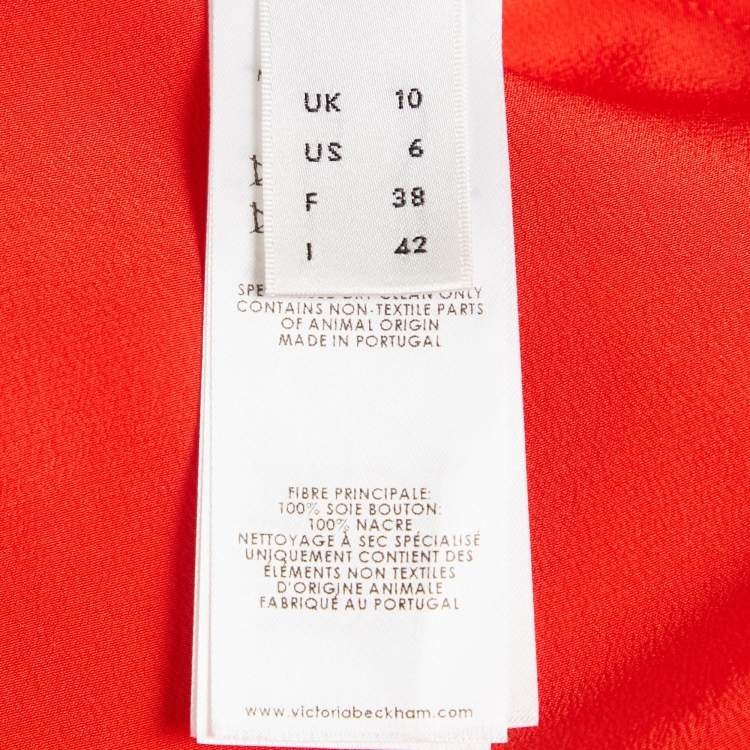 UK 10
US 6
F 38
I 42
CLEAN ONLY
CONTAINS NON-TEXTILE PARTS
OF ANIMAL ORIGIN
MADE IN PORTUGAL
FIBRE PRINCIPALE:
100% SOIE BOUTON:
100% NACRE
NETTOYAGE À SEC SPÉCIALISÉ
UNIQUEMENT CONTIENT DES
ÉLÉMENTS NON TEXTILES
D'ORIGINE ANIMALE
FABRIQUÉ AU PORTUGAL
www.victoriabeckham.com